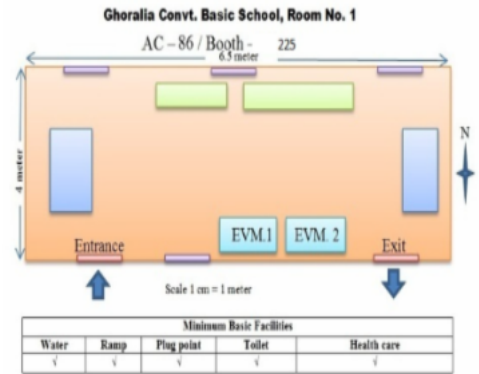 Ghoralia Convt. Basic School, Room No. 1
AC – 86 / Booth - 225
6.5 meter
4 meter
N
EVM.1 EVM. 2
Entrance Exit
Scale 1 cm = 1 meter
Minimum Basic Facilities
Water Ramp Plug point Toilet Health care
√ √ √ √ √